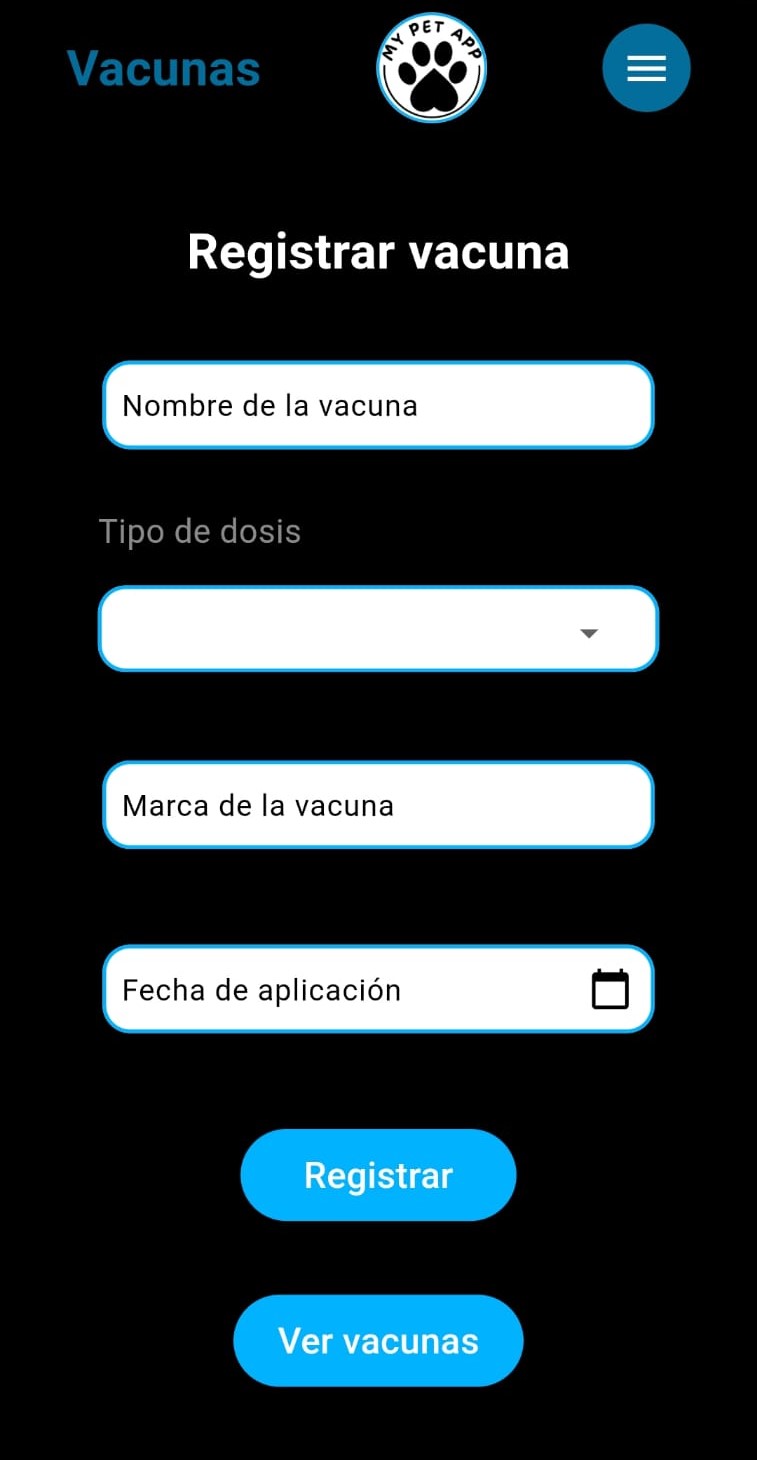 Vacunas
MY PET APP
Registrar vacuna
Nombre de la vacuna
Tipo de dosis
Marca de la vacuna
Fecha de aplicación
Registrar
Ver vacunas